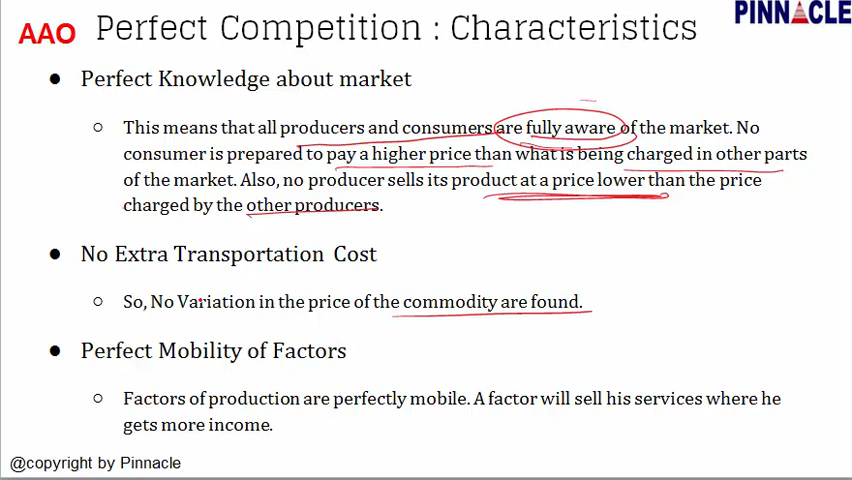 PINNACLE
AAO Perfect Competition : Characteristics
● Perfect Knowledge about market
○ This means that all producers and consumers are fully aware of the market. No
consumer is prepared to pay a higher price than what is being charged in other parts
of the market. Also, no producer sells its product at a price lower than the price
charged by the other producers.
● No Extra Transportation Cost
○ So, No Variation in the price of the commodity are found.
● Perfect Mobility of Factors
○ Factors of production are perfectly mobile. A factor will sell his services where he
gets more income.
@copyright by Pinnacle